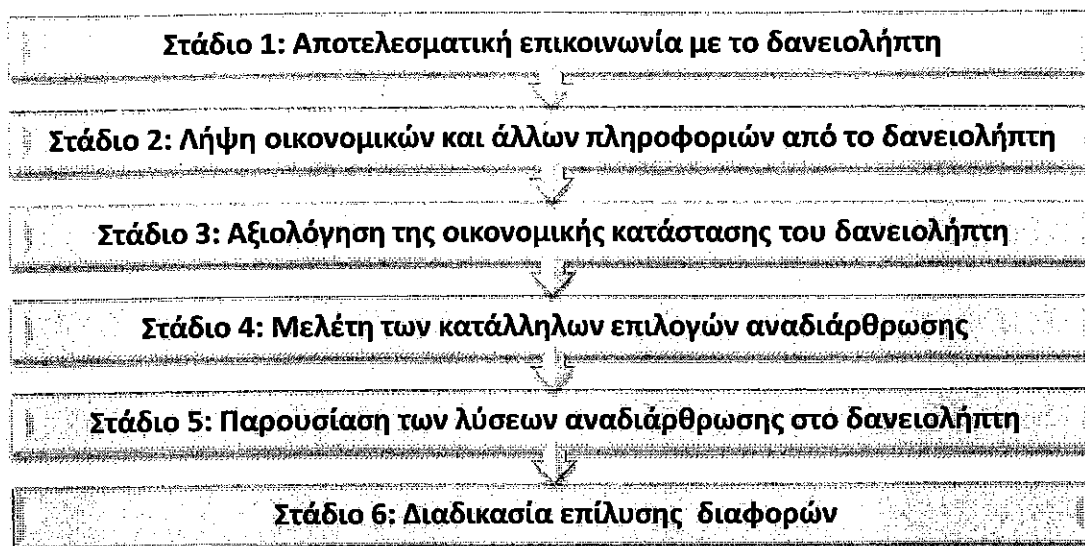 Στάδιο 1: Αποτελεσματική επικοινωνία με το δανειολήπτη
Στάδιο 2: Λήψη οικονομικών και άλλων πληροφοριών από το δανειολήπτη
Στάδιο 3: Αξιολόγηση της οικονομικής κατάστασης του δανειολήπτη
Στάδιο 4: Μελέτη των κατάλληλων επιλογών αναδιάρθρωσης
Στάδιο 5: Παρουσίαση των λύσεων αναδιάρθρωσης στο δανειολήπτη
Στάδιο 6: Διαδικασία επίλυσης διαφορών